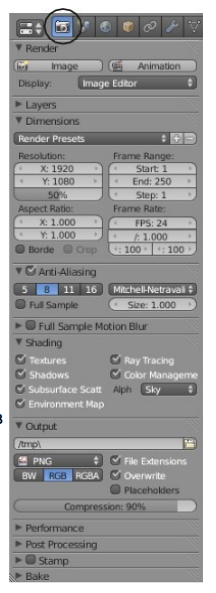 Render
Image Animation
Display: Image Editor
Layers
Dimensions
Render Presets
Resolution: Frame Range:
X: 1920 Start: 1
Y: 1080 End: 250
50% Step: 1
Aspect Ratio: Frame Rate:
X: 1.000 FPS: 24
Y: 1.000 /: 1.000
Borde Crop : 100 : 100
Anti-Aliasing
5 8 11 16 Mitchell-Netravali
Full Sample Size: 1.000
Full Sample Motion Blur
Shading
Textures Ray Tracing
Shadows Color Manageme
Subsurface Scatt Alph Sky
Environment Map
B
Output
/tmp\
PNG File Extensions
BW RGB RGBA Overwrite
Placeholders
Compression: 90%
Performance
Post Processing
Stamp
Bake